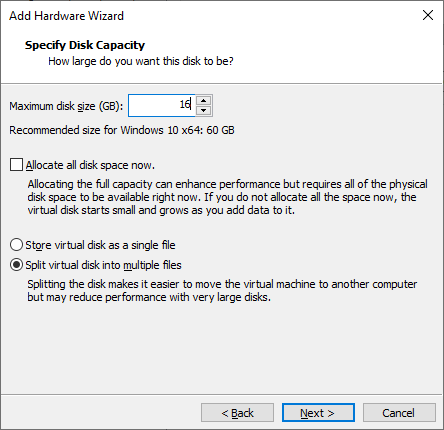 Add Hardware Wizard
Specify Disk Capacity
How large do you want this disk to be?
Maximum disk size (GB): 16
Recommended size for Windows 10 x64: 60 GB
Allocate all disk space now.
Allocating the full capacity can enhance performance but requires all of the physical
disk space to be available right now. If you do not allocate all the space now, the
virtual disk starts small and grows as you add data to it.
Store virtual disk as a single file
Split virtual disk into multiple files
Splitting the disk makes it easier to move the virtual machine to another computer
but may reduce performance with very large disks.
< Back Next > Cancel